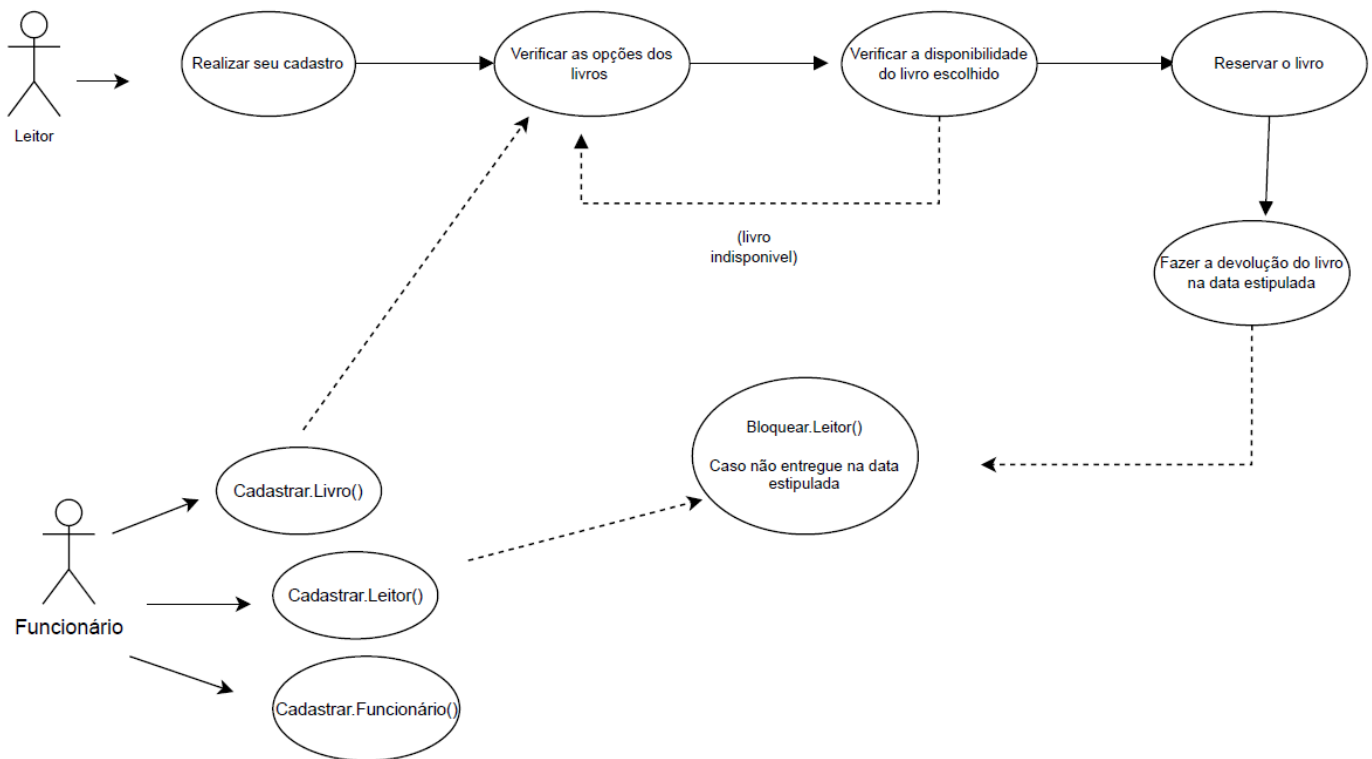 Realizar seu cadastro
Verificar as opções dos
livros
Verificar a disponibilidade
do livro escolhido
Reservar o livro
Leitor
(livro
indisponivel)
Fazer a devolução do livro
na data estipulada
Bloquear.Leitor()
Caso não entregue na data
estipulada
Cadastrar.Livro()
Cadastrar.Leitor()
Funcionário
Cadastrar.Funcionário()